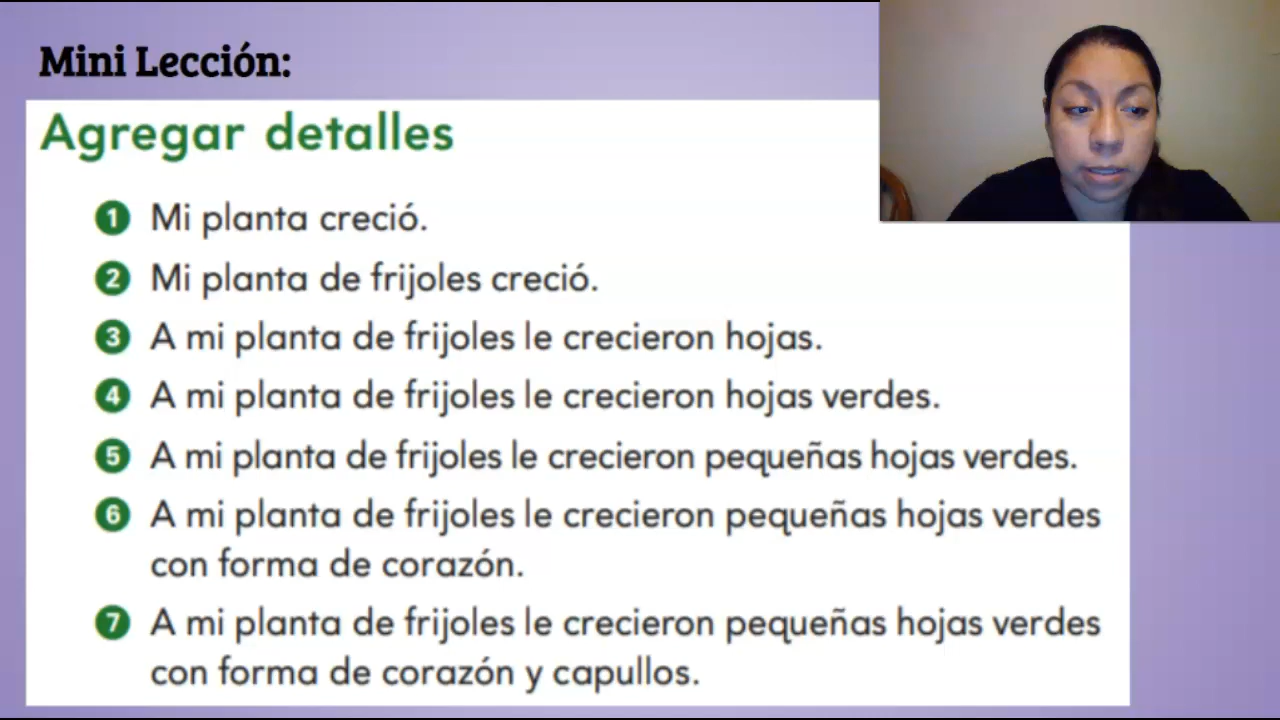 Mini Lección:
Agregar detalles
1 Mi planta creció.
2 Mi planta de frijoles creció.
3 A mi planta de frijoles le crecieron hojas.
4 A mi planta de frijoles le crecieron hojas verdes.
5 A mi planta de frijoles le crecieron pequeñas hojas verdes.
6 A mi planta de frijoles le crecieron pequeñas hojas verdes
con forma de corazón.
7 A mi planta de frijoles le crecieron pequeñas hojas verdes
con forma de corazón y capullos.